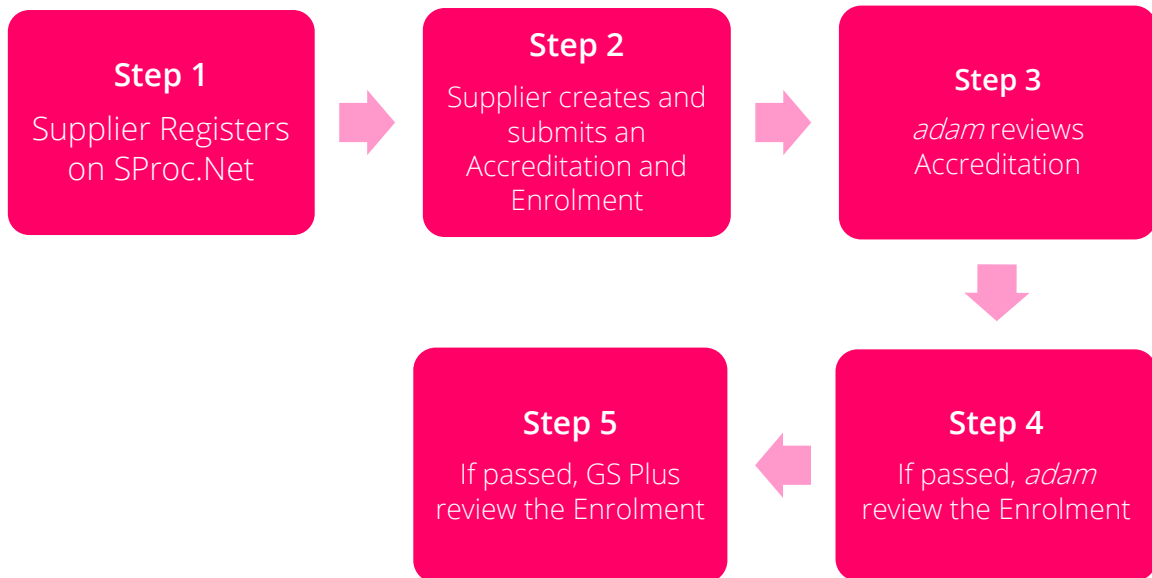 Step 1
Supplier Registers
on SProc.Net
Step 2
Supplier creates and
submits an
Accreditation and
Enrolment
Step 3
adam reviews
Accreditation
Step 4
If passed, adam
review the Enrolment
Step 5
If passed, GS Plus
review the Enrolment